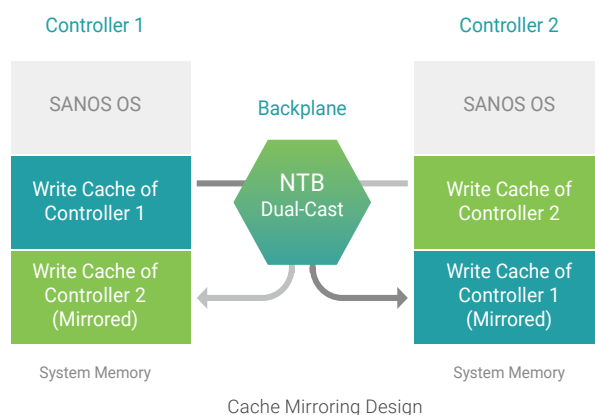 Controller 1
Controller 2
SANOS OS
Backplane
SANOS OS
Write Cache of
Controller 1
NTB
Dual-Cast
Write Cache of
Controller 2
Write Cache of
Controller 2
(Mirrored)
Write Cache of
Controller 1
(Mirrored)
System Memory
System Memory
Cache Mirroring Design